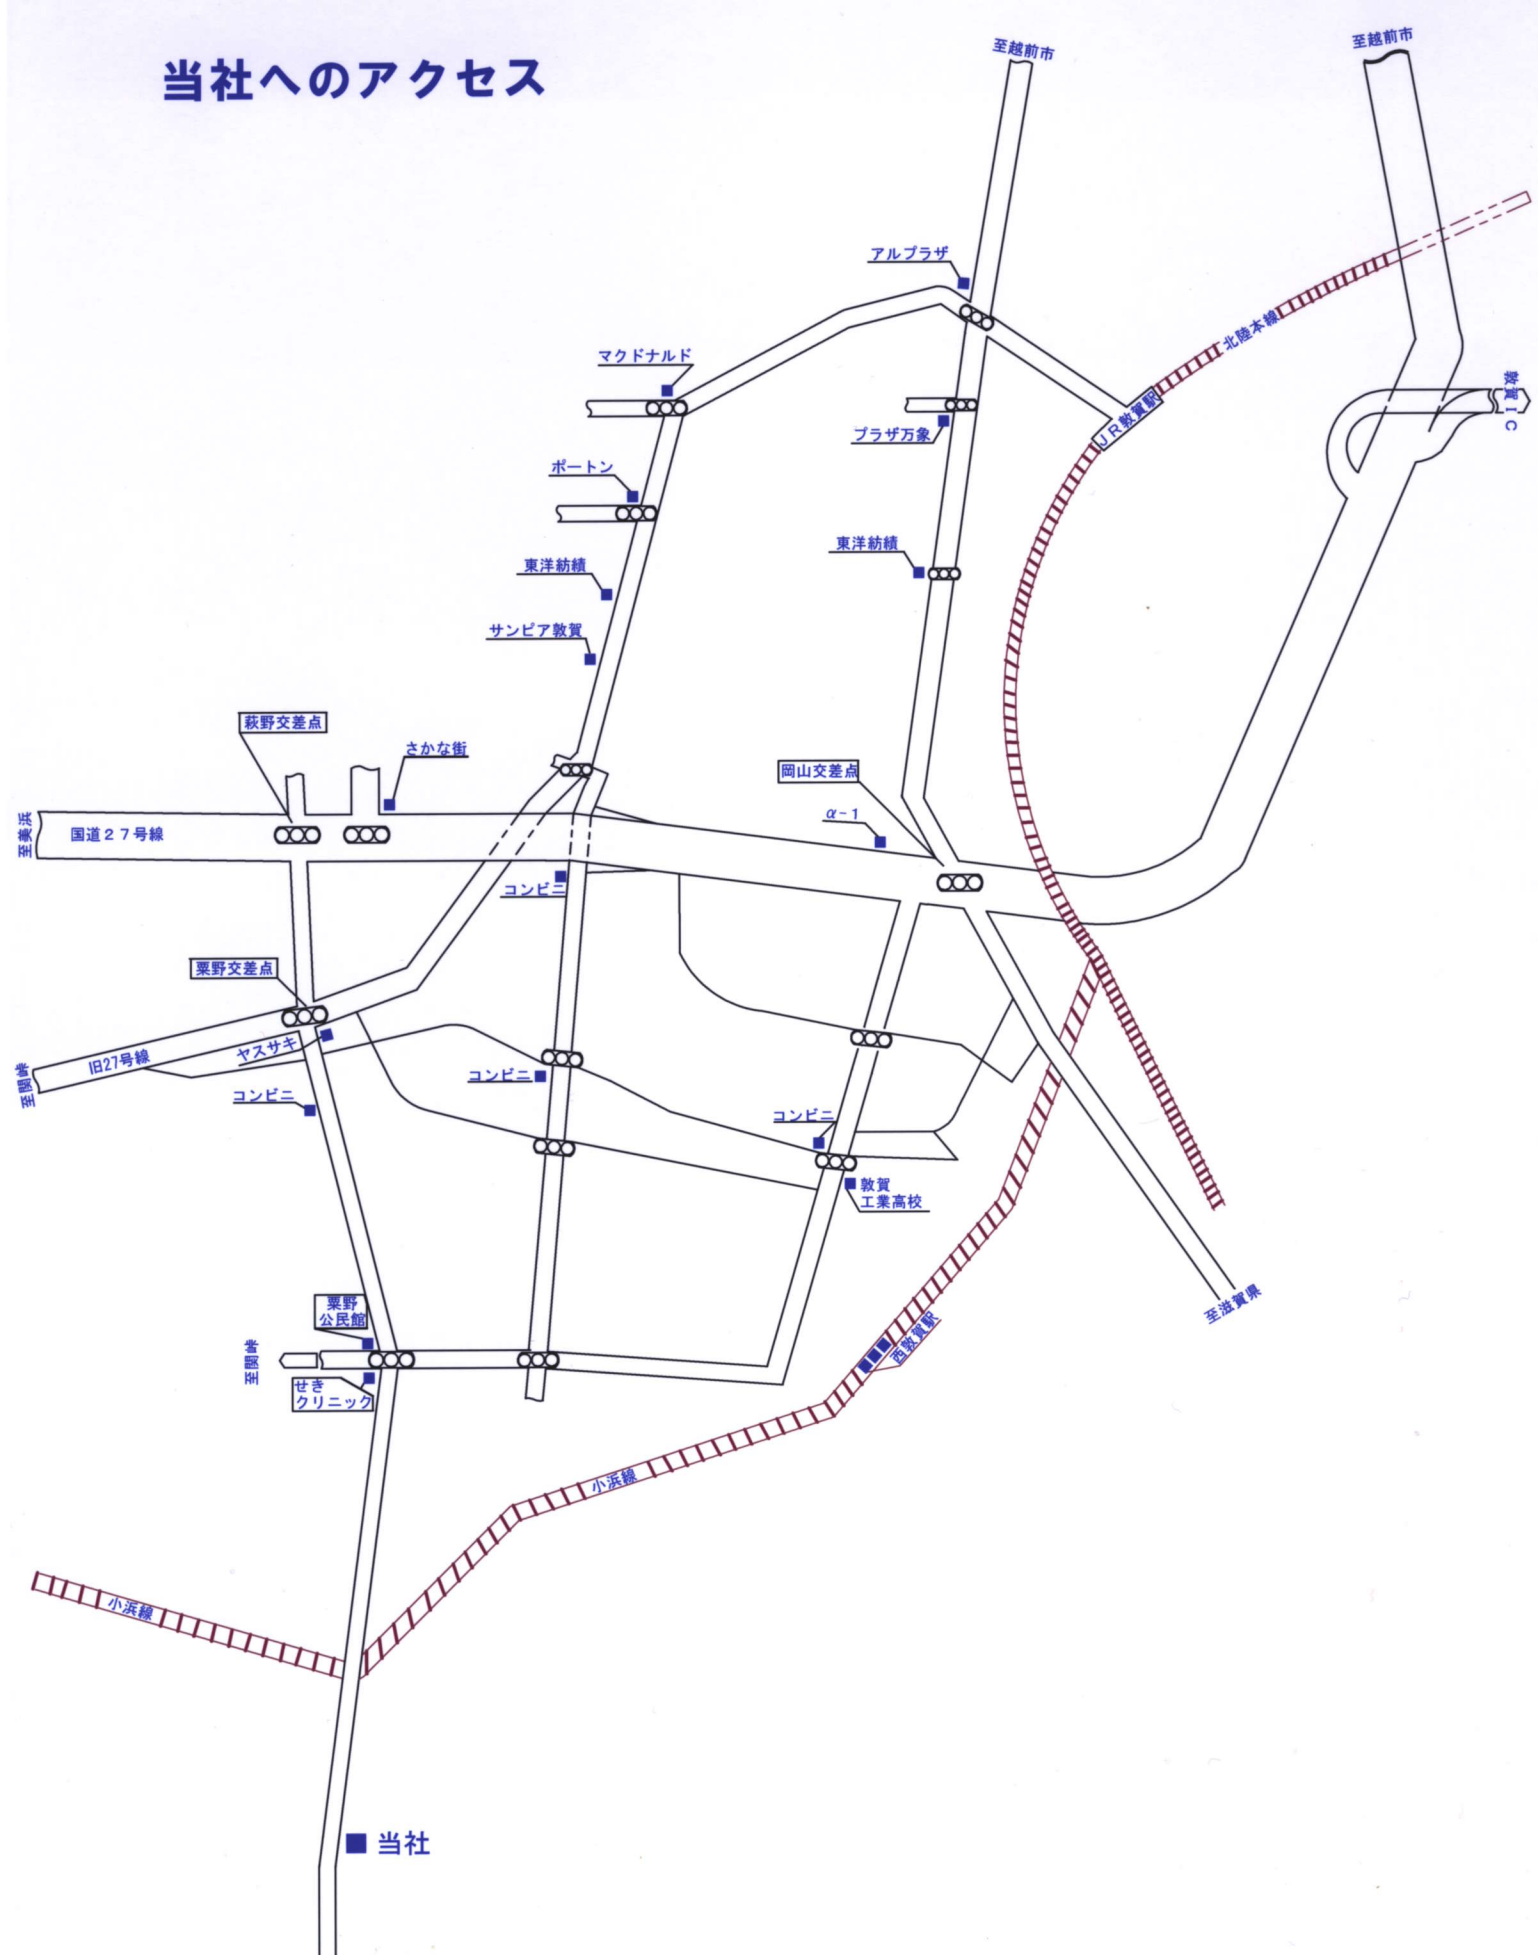 当社へのアクセス
至越前市
至越前市
アルプラザ
北陸本線
マクドナルド
JR敦賀駅
敦賀IC
プラザ万象
ポートン
東洋紡績
東洋紡績
サンピア敦賀
萩野交差点
さかな街
岡山交差点
α-1
至美浜
国道27号線
コンビニ
粟野交差点
ヤスサキ
旧27号線
至関峠
コンビニ
コンビニ
コンビニ
敦賀
工業高校
至滋賀県
粟野
公民館
至関峠
西敦賀駅
せき
クリニック
小浜線
小浜線
当社